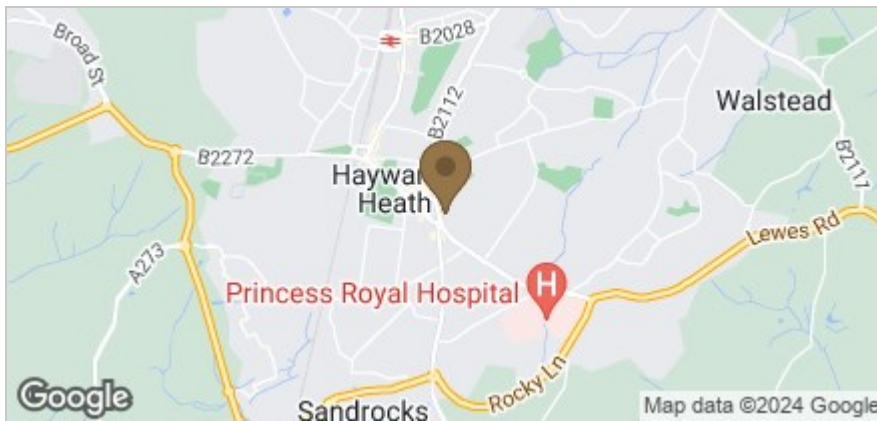 Broad St
B2028
B2112
Walstead
B2272
Haywar
Heath
B2117
Lewes Rd
A273
Princess Royal Hospital
H
Rocky Ln
Sandrocks
Google
Map data ©2024 Google